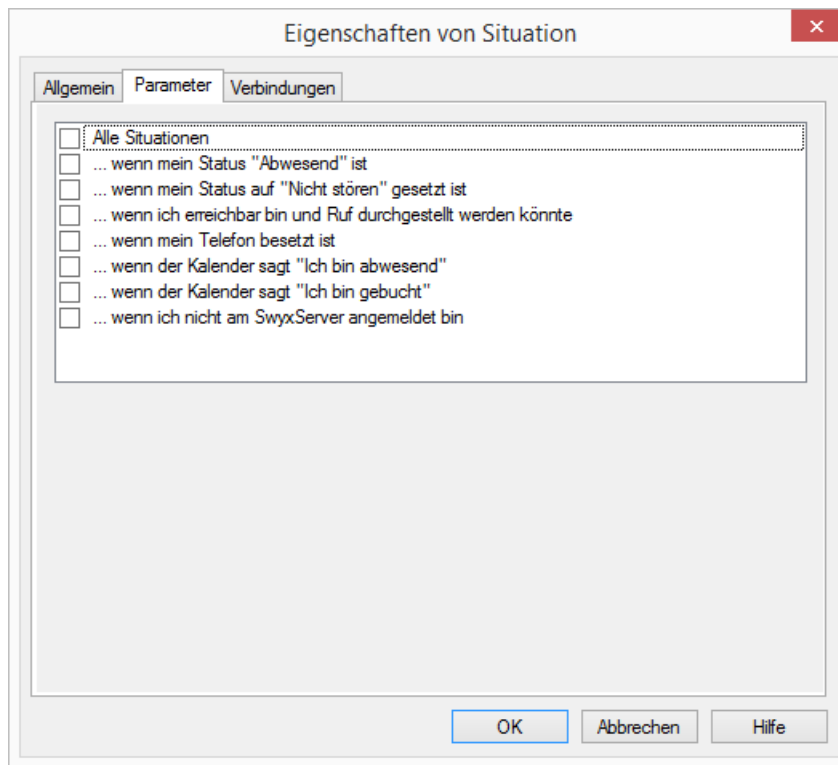 Eigenschaften von Situation
Allgemein Parameter Verbindungen
Alle Situationen
... wenn mein Status "Abwesend" ist
... wenn mein Status auf "Nicht stören" gesetzt ist
... wenn ich erreichbar bin und Ruf durchgestellt werden könnte
... wenn mein Telefon besetzt ist
... wenn der Kalender sagt "Ich bin abwesend"
... wenn der Kalender sagt "Ich bin gebucht"
... wenn ich nicht am SwyxServer angemeldet bin
OK Abbrechen Hilfe